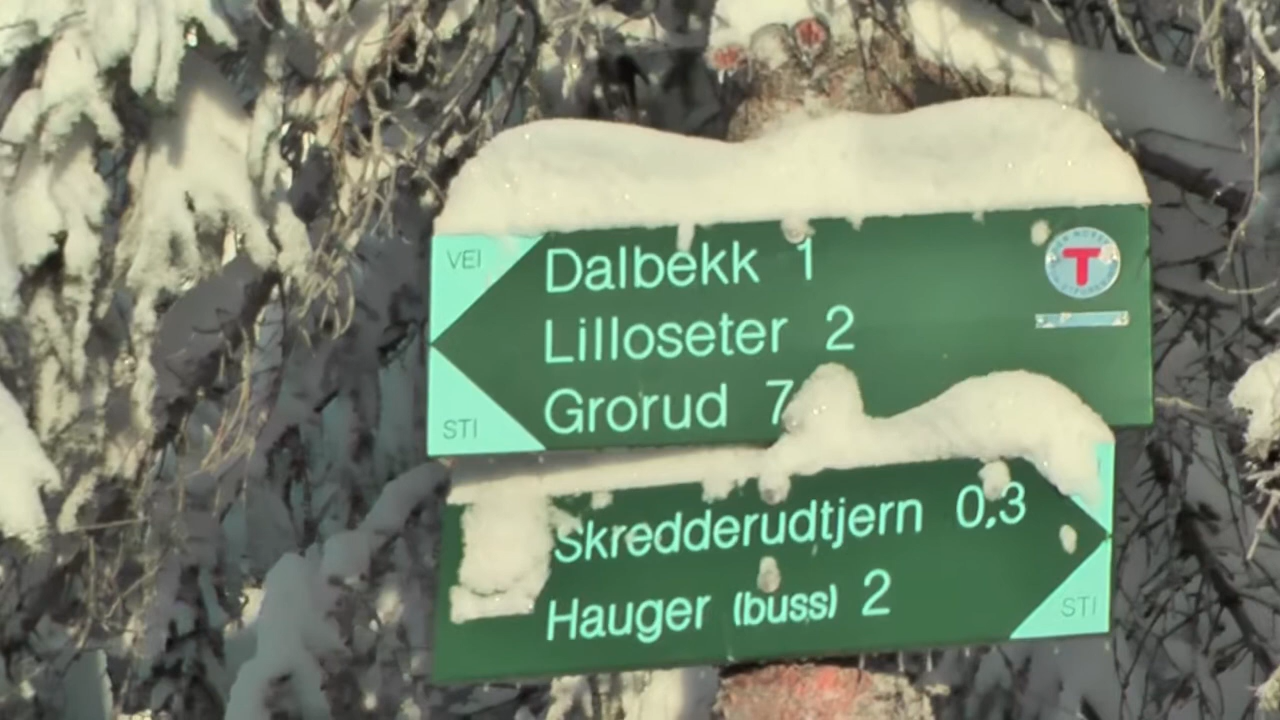 VEI
Dalbekk 1
Lilloseter 2
Grorud 7
STI
Skredderudtjern 0,3
Hauger (buss) 2
STI
T